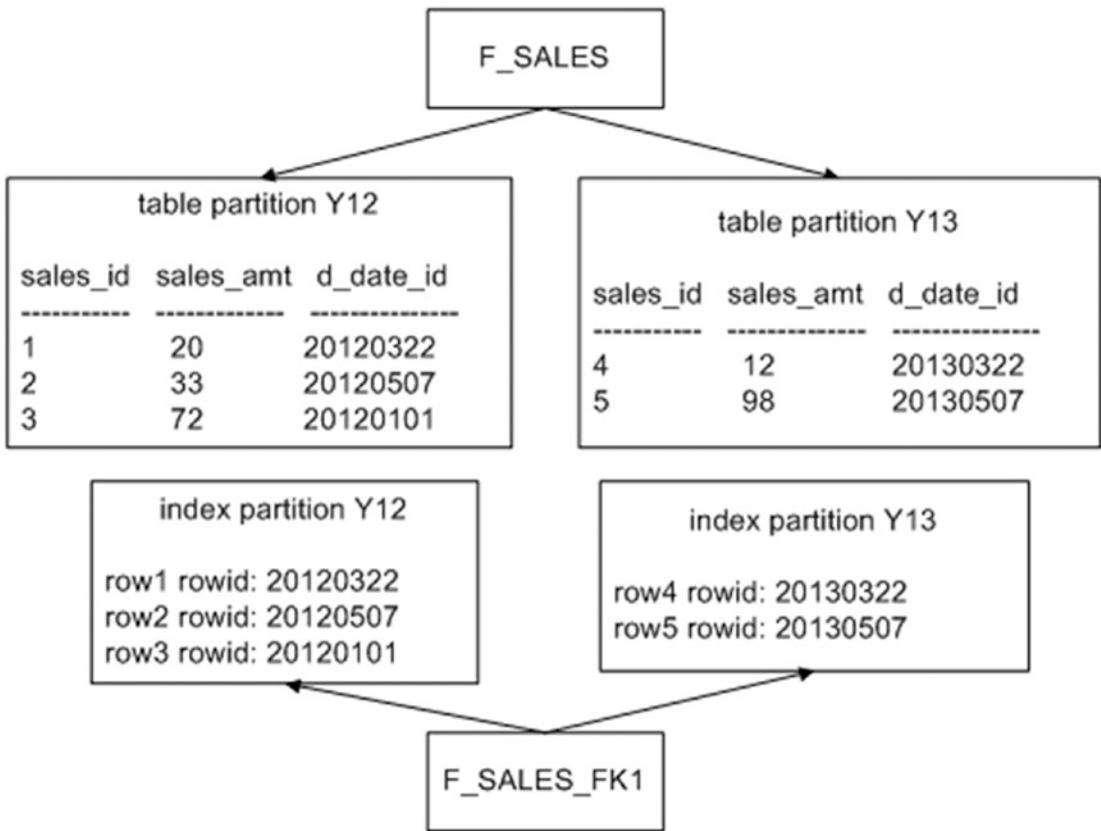 F_SALES
table partition Y12
sales_id sales_amt d_date_id
----------- ------------- ---------------
1 20 20120322
2 33 20120507
3 72 20120101
table partition Y13
sales_id sales_amt d_date_id
----------- -------------- ---------------
4 12 20130322
5 98 20130507
index partition Y12
row1 rowid: 20120322
row2 rowid: 20120507
row3 rowid: 20120101
index partition Y13
row4 rowid: 20130322
row5 rowid: 20130507
F_SALES_FK1